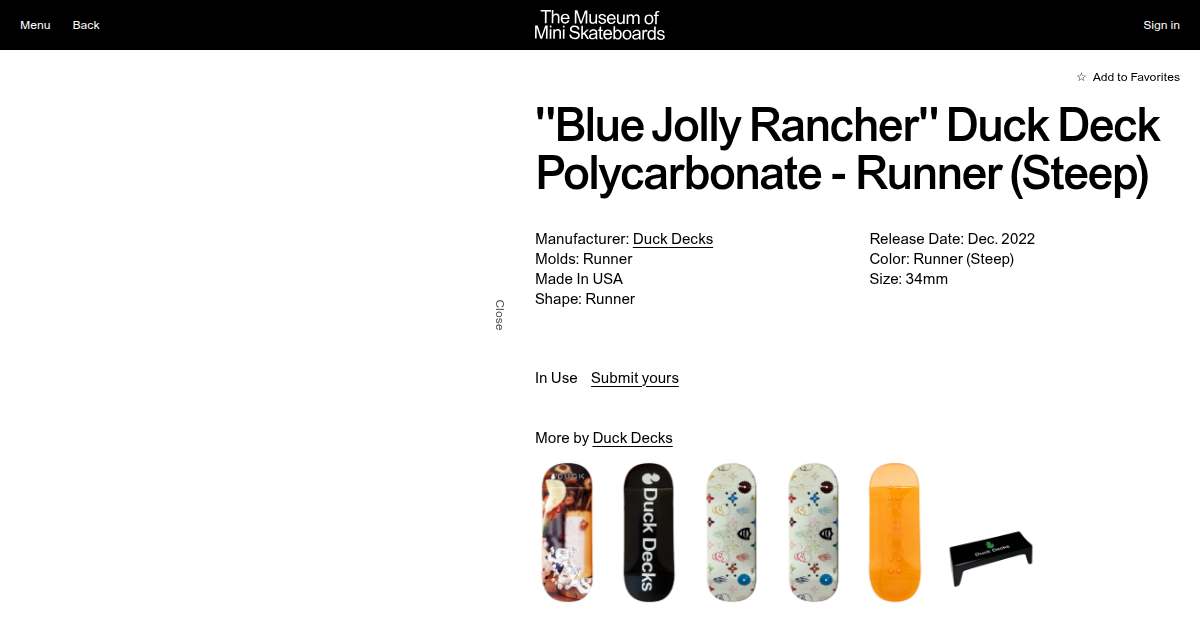 Menu
Back
The Museum of
Mini Skateboards
Sign in
☆ Add to Favorites
"Blue Jolly Rancher" Duck Deck
Polycarbonate - Runner (Steep)
Manufacturer: Duck Decks
Molds: Runner
Made In USA
Shape: Runner
Release Date: Dec. 2022
Color: Runner (Steep)
Size: 34mm
Close
In Use
Submit yours
More by Duck Decks
DUCK
Duck Decks
Duck Decks